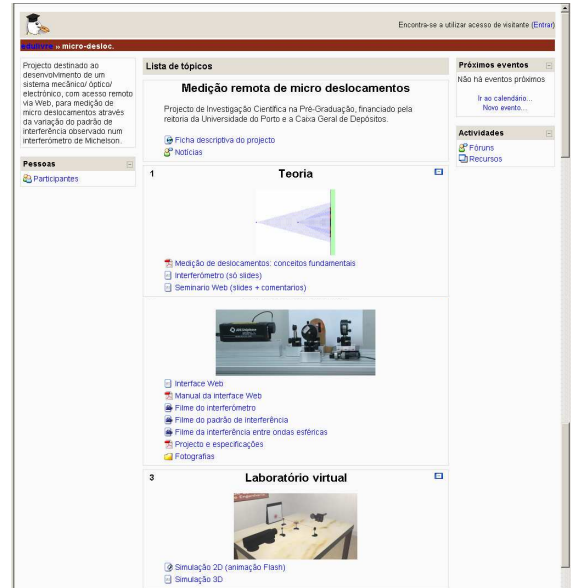 Encontra-se a utilizar acesso de visitante (Entrar)
edulivre » micro-desloc.
Projecto destinado ao
desenvolvimento de um
sistema mecânico/ óptico/
electrónico, com acesso remoto
via Web, para medição de
micro deslocamentos através
da variação do padrão de
interferência observado num
interferómetro de Michelson.
Pessoas
Participantes
Lista de tópicos
Medição remota de micro deslocamentos
Projecto de Investigação Científica na Pré-Graduação, financiado pela
reitoria da Universidade do Porto e a Caixa Geral de Depósitos.
Ficha descriptiva do projecto
Notícias
1
Teoria
Medição de deslocamentos: conceitos fundamentais
Interferómetro (só slides)
Seminario Web (slides + comentarios)
Interface Web
Manual da interface Web
Filme do interferómetro
Filme do padrão de interferência
Filme da interferência entre ondas esféricas
Projecto e especificações
Fotografias
3
Laboratório virtual
Simulação 2D (animação Flash)
Simulação 3D
Próximos eventos
Não há eventos próximos
Ir ao calendário...
Novo evento...
Actividades
Fóruns
Recursos